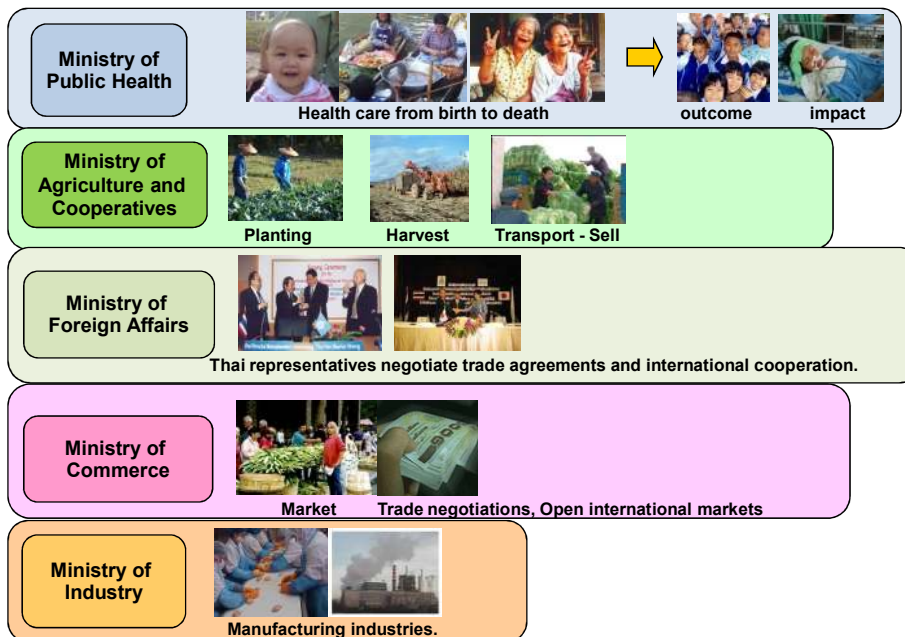 Ministry of
Public Health
Health care from birth to death
outcome
impact
Ministry of
Agriculture and
Cooperatives
Planting
Harvest
Transport - Sell
Ministry of
Foreign Affairs
Thai representatives negotiate trade agreements and international cooperation.
Ministry of
Commerce
Market
Trade negotiations, Open international markets
Ministry of
Industry
Manufacturing industries.